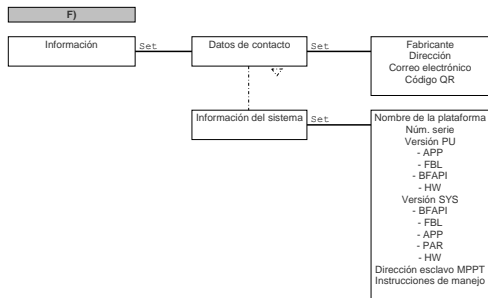 F)
Información
Set
Datos de contacto
Set
Fabricante
Dirección
Correo electrónico
Código QR
Información del sistema
Set
Nombre de la plataforma
Núm. serie
Versión PU
- APP
- FBL
- BFAPI
- HW
Versión SYS
- BFAPI
- FBL
- APP
- PAR
- HW
Dirección esclavo MPPT
Instrucciones de manejo